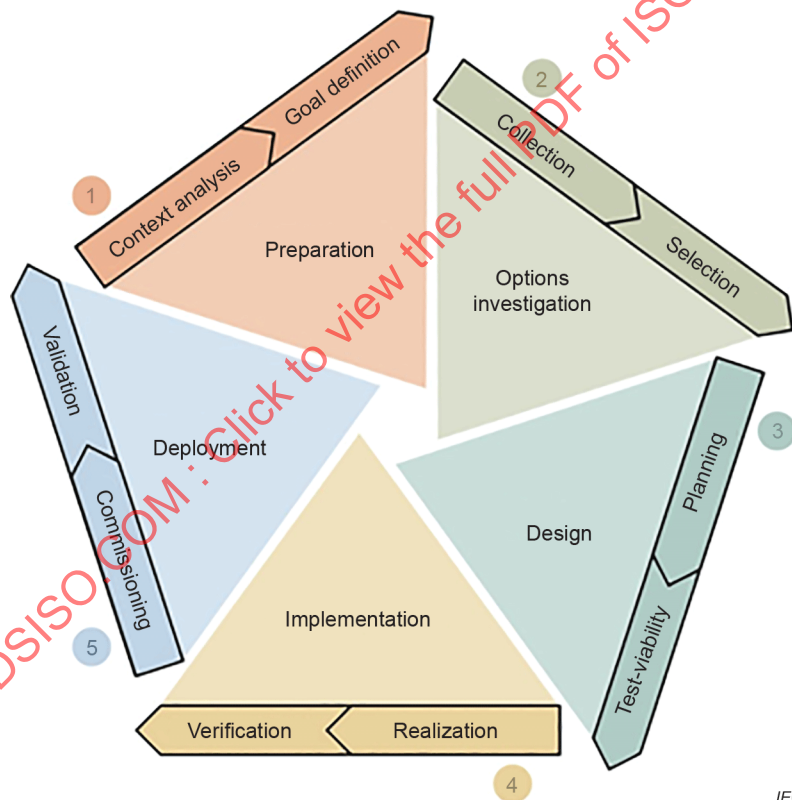 1
Context analysis
Goal definition
Preparation
2
Collection
Selection
Options
investigation
3
Planning
Test-viability
Design
4
Realization
Verification
Implementation
5
Commissioning
Validation
Deployment
DSISO.COM : Click to view the full PDF of ISO